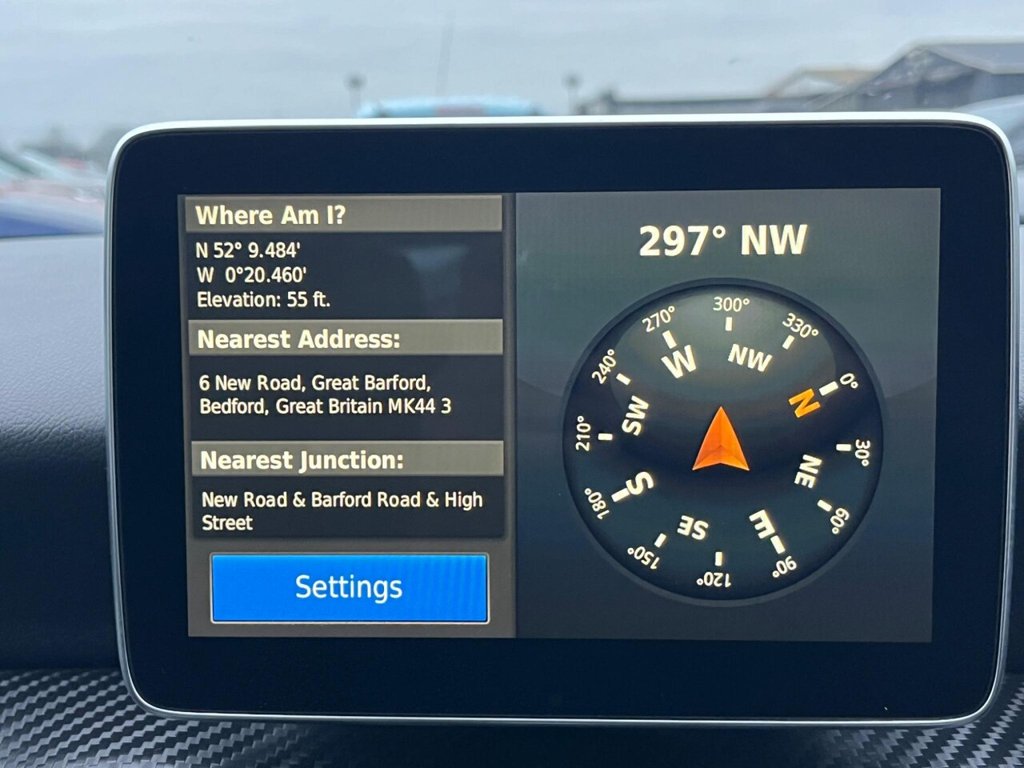 Where Am I?
N 52° 9.484'
W 0°20.460'
Elevation: 55 ft.
Nearest Address:
6 New Road, Great Barford,
Bedford, Great Britain MK44 3
Nearest Junction:
New Road & Barford Road & High
Street
Settings
297° NW
300°
330°
0°
30°
60°
90°
120°
150°
180°
210°
240°
270°
NW
N
NE
E
SE
S
SW
W